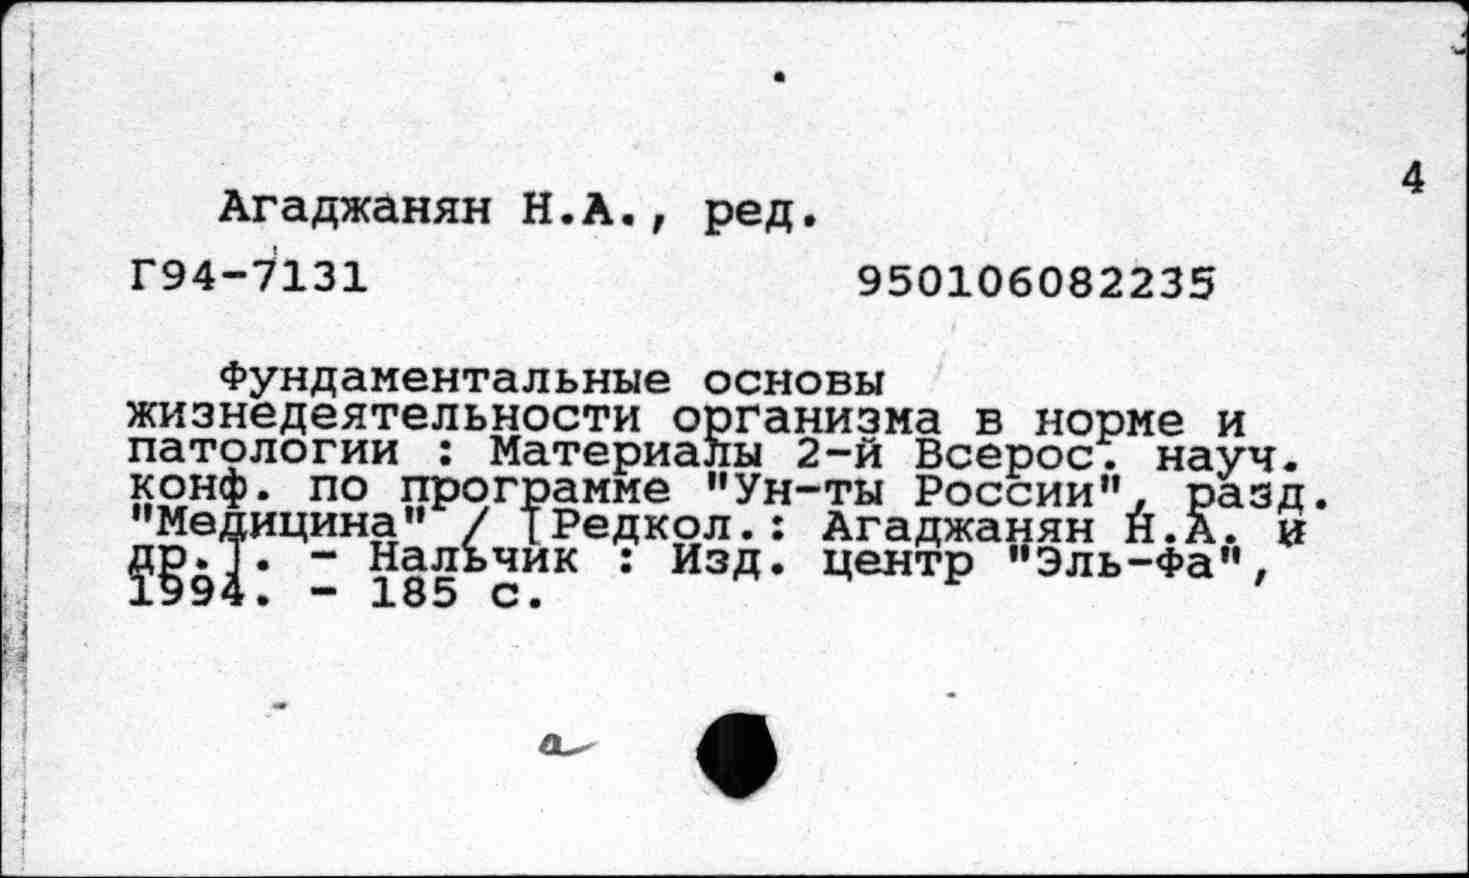 4
Агаджанян Н.А., ред.
Г94-7131 950106082235
Фундаментальные основы
жизнедеятельности организма в норме и
патологии : Материалы 2-й Всерос. науч.
конф. по программе "Ун-ты России", разд.
"Медицина" / [Редкол.: Агаджанян Н.А. и
др.]. - Нальчик : Изд. центр "Эль-Фа",
1994. - 185 с.
а